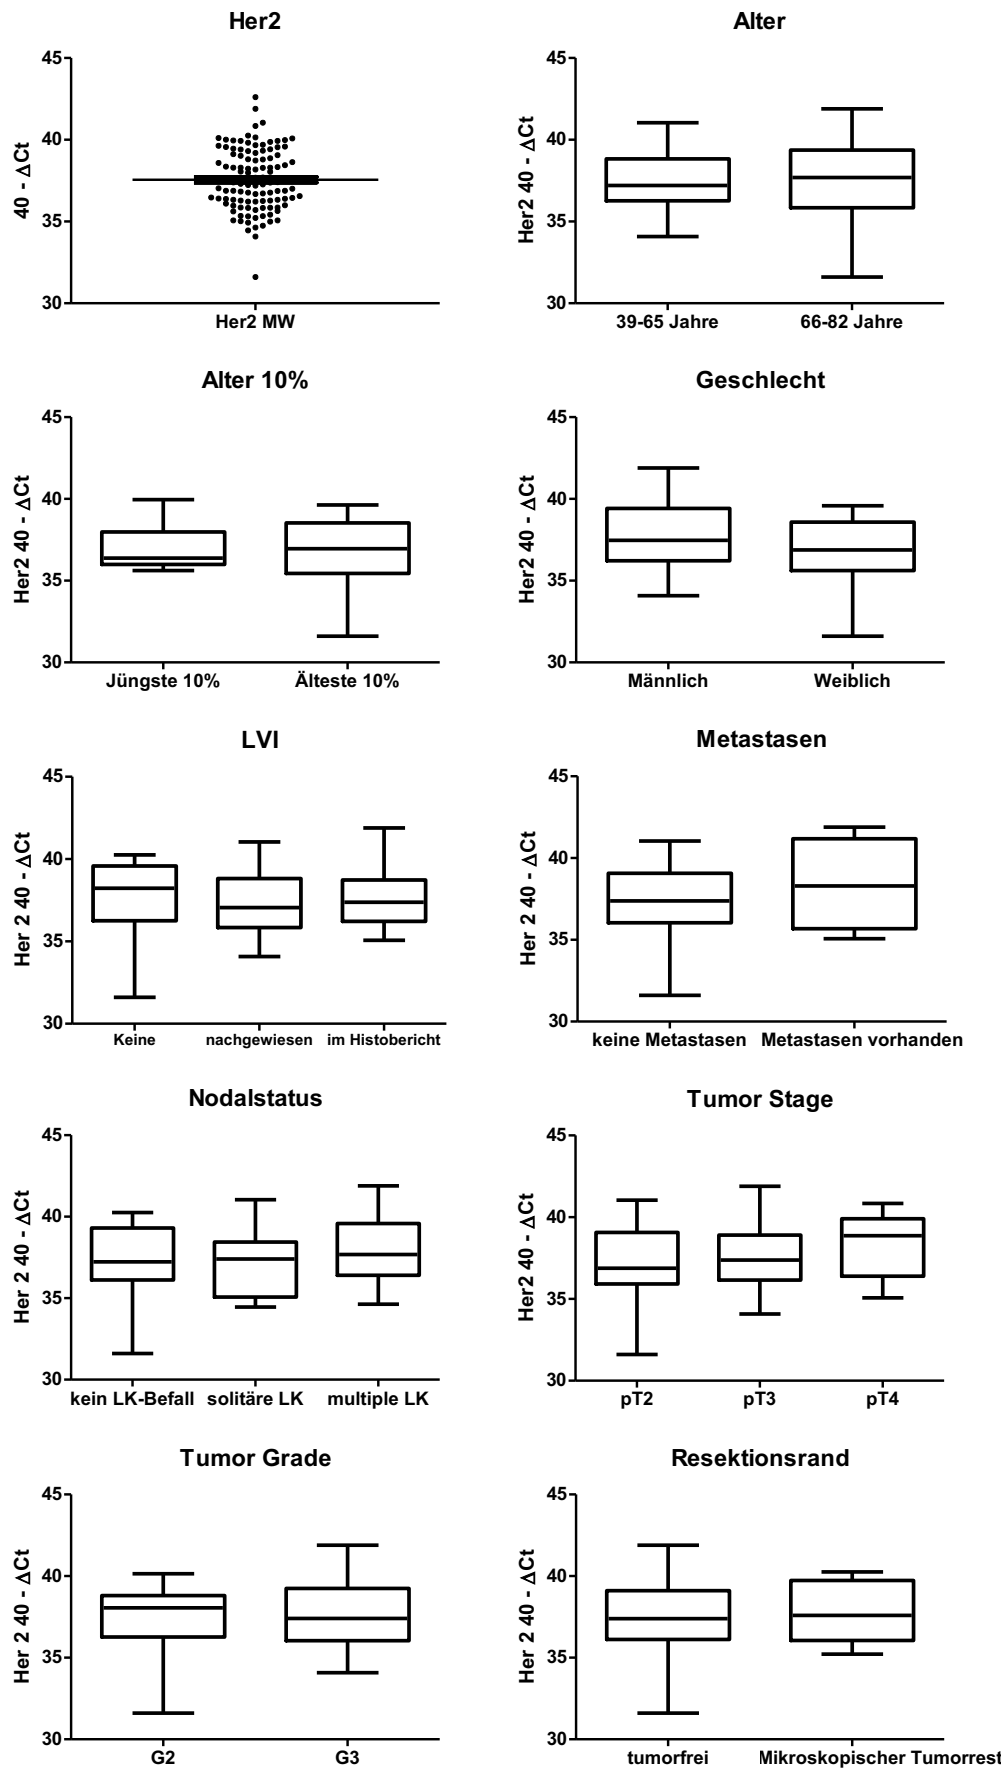 Her2
40 - ΔCt
45
40
35
30
Her2 MW
Alter
Her2 40 - ΔCt
45
40
35
30
39-65 Jahre 66-82 Jahre
Alter 10%
Her2 40 - ΔCt
45
40
35
30
Jüngste 10% Älteste 10%
Geschlecht
Her2 40 - ΔCt
45
40
35
30
Männlich Weiblich
LVI
Her 2 40 - ΔCt
45
40
35
30
Keine nachgewiesen im Histobericht
Metastasen
Her 2 40 - ΔCt
45
40
35
30
keine Metastasen Metastasen vorhanden
Nodalstatus
Her 2 40 - ΔCt
45
40
35
30
kein LK-Befall solitäre LK multiple LK
Tumor Stage
Her2 40 - ΔCt
45
40
35
30
pT2 pT3 pT4
Tumor Grade
Her 2 40 - ΔCt
45
40
35
30
G2 G3
Resektionsrand
Her 2 40 - ΔCt
45
40
35
30
tumorfrei Mikroskopischer Tumorrest